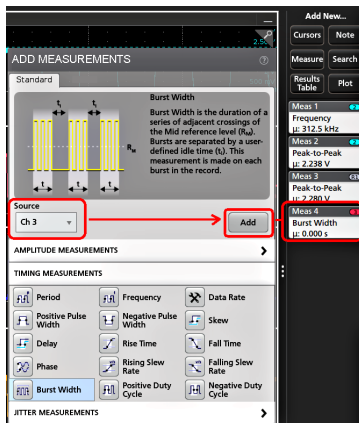 Add New...
Cursors Note
Measure Search
Results Table Plot
ADD MEASUREMENTS
Standard
Burst Width
Burst Width is the duration of a
series of adjacent crossings of
the Mid reference level (RM).
Bursts are separated by a user-
defined idle time (tI). This
measurement is made on each
burst in the record.
tI tI
RM
t t t
Source
Ch 3 Add
AMPLITUDE MEASUREMENTS
TIMING MEASUREMENTS
Period Frequency Data Rate
Positive Pulse Width Negative Pulse Width Skew
Delay Rise Time Fall Time
Phase Rising Slew Rate Falling Slew Rate
Burst Width Positive Duty Cycle Negative Duty Cycle
JITTER MEASUREMENTS
Meas 1 2
Frequency
μ: 312.5 kHz
Meas 2 2
Peak-to-Peak
μ: 2.238 V
Meas 3
Peak-to-Peak
μ: 2.280 V
Meas 4
Burst Width
μ: 0.000 s